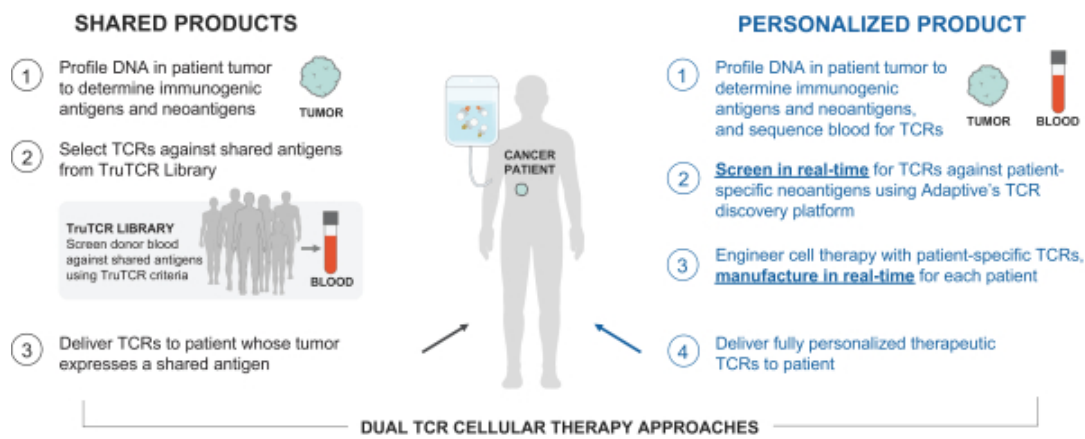 SHARED PRODUCTS
1
Profile DNA in patient tumor
to determine immunogenic
antigens and neoantigens
TUMOR
2
Select TCRs against shared antigens
from TruTCR Library
TruTCR LIBRARY
Screen donor blood
against shared antigens
using TruTCR criteria
BLOOD
3
Deliver TCRs to patient whose tumor
expresses a shared antigen
CANCER
PATIENT
PERSONALIZED PRODUCT
1
Profile DNA in patient tumor to
determine immunogenic
antigens and neoantigens,
and sequence blood for TCRs
TUMOR
BLOOD
2
Screen in real-time for TCRs against patient-
specific neoantigens using Adaptive's TCR
discovery platform
3
Engineer cell therapy with patient-specific TCRs,
manufacture in real-time for each patient
4
Deliver fully personalized therapeutic
TCRs to patient
DUAL TCR CELLULAR THERAPY APPROACHES